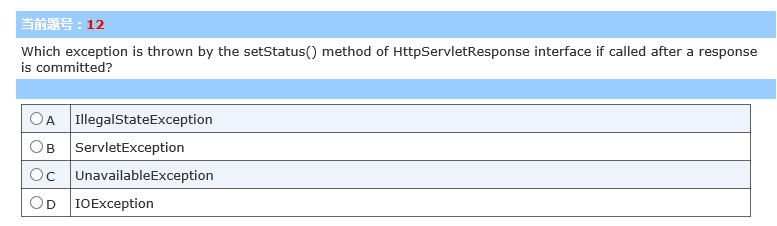 当前题号：12
Which exception is thrown by the setStatus() method of HttpServletResponse interface if called after a response
is committed?
A IllegalStateException
B ServletException
C UnavailableException
D IOException